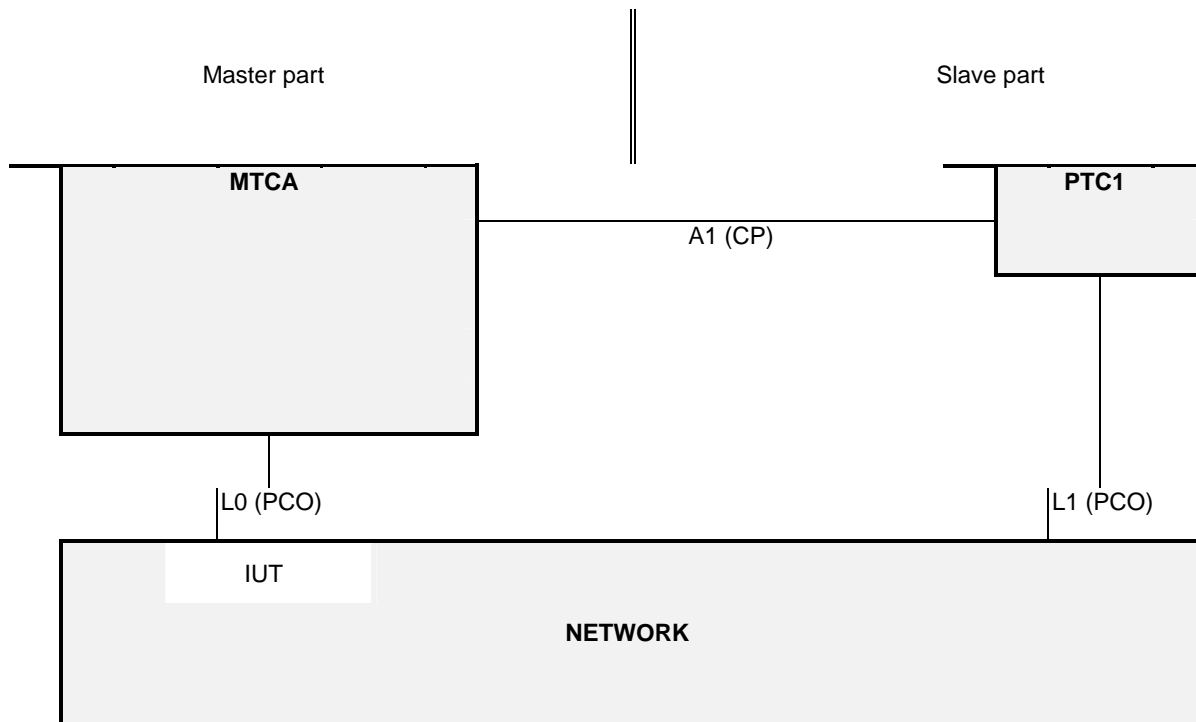 Master part
Slave part
MTCA
PTC1
A1 (CP)
L0 (PCO)
L1 (PCO)
IUT
NETWORK